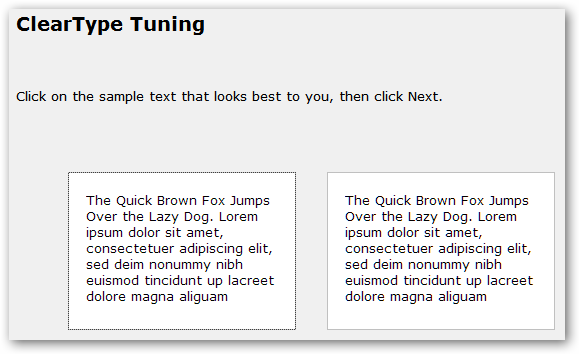 ClearType Tuning
Click on the sample text that looks best to you, then click Next.
The Quick Brown Fox Jumps
Over the Lazy Dog. Lorem
ipsum dolor sit amet,
consectetuer adipiscing elit,
sed deim nonummy nibh
euismod tincidunt up lacreet
dolore magna aliguam
The Quick Brown Fox Jumps
Over the Lazy Dog. Lorem
ipsum dolor sit amet,
consectetuer adipiscing elit,
sed deim nonummy nibh
euismod tincidunt up lacreet
dolore magna aliguam